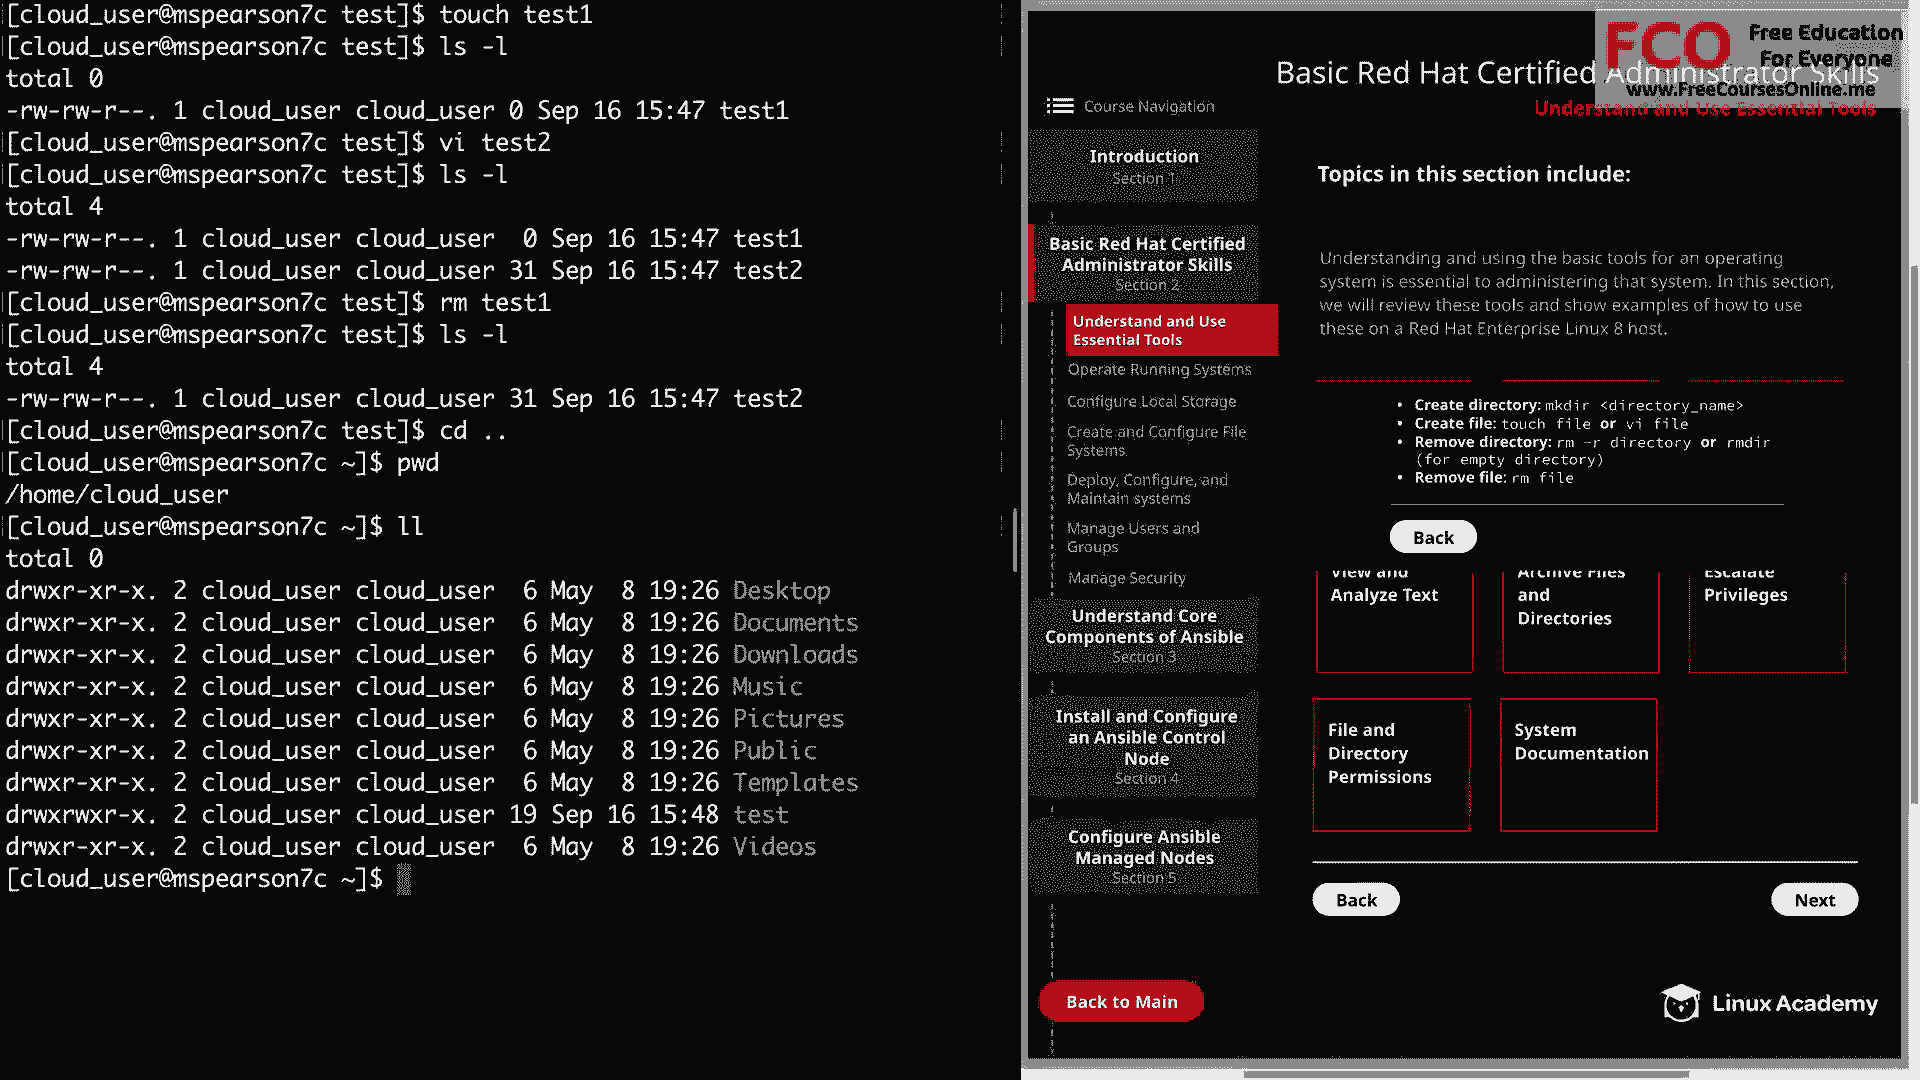 [cloud_user@mspearson7c test]$ touch test1
[cloud_user@mspearson7c test]$ ls -l
total 0
-rw-rw-r--. 1 cloud_user cloud_user 0 Sep 16 15:47 test1
[cloud_user@mspearson7c test]$ vi test2
[cloud_user@mspearson7c test]$ ls -l
total 4
-rw-rw-r--. 1 cloud_user cloud_user  0 Sep 16 15:47 test1
-rw-rw-r--. 1 cloud_user cloud_user 31 Sep 16 15:47 test2
[cloud_user@mspearson7c test]$ rm test1
[cloud_user@mspearson7c test]$ ls -l
total 4
-rw-rw-r--. 1 cloud_user cloud_user 31 Sep 16 15:47 test2
[cloud_user@mspearson7c test]$ cd ..
[cloud_user@mspearson7c ~]$ pwd
/home/cloud_user
[cloud_user@mspearson7c ~]$ ll
total 0
drwxr-xr-x. 2 cloud_user cloud_user  6 May  8 19:26 Desktop
drwxr-xr-x. 2 cloud_user cloud_user  6 May  8 19:26 Documents
drwxr-xr-x. 2 cloud_user cloud_user  6 May  8 19:26 Downloads
drwxr-xr-x. 2 cloud_user cloud_user  6 May  8 19:26 Music
drwxr-xr-x. 2 cloud_user cloud_user  6 May  8 19:26 Pictures
drwxr-xr-x. 2 cloud_user cloud_user  6 May  8 19:26 Public
drwxr-xr-x. 2 cloud_user cloud_user  6 May  8 19:26 Templates
drwxrwxr-x. 2 cloud_user cloud_user 19 Sep 16 15:48 test
drwxr-xr-x. 2 cloud_user cloud_user  6 May  8 19:26 Videos
[cloud_user@mspearson7c ~]$
FCO Free Education
For Everyone
www.FreeCoursesOnline.me
Basic Red Hat Certified Administrator Skills
Understand and Use Essential Tools
Course Navigation
Introduction
Section 1
Basic Red Hat Certified
Administrator Skills
Section 2
Understand and Use
Essential Tools
Operate Running Systems
Configure Local Storage
Create and Configure File
Systems
Deploy, Configure, and
Maintain systems
Manage Users and
Groups
Manage Security
Understand Core
Components of Ansible
Section 3
Install and Configure
an Ansible Control
Node
Section 4
Configure Ansible
Managed Nodes
Section 5
Back to Main
Topics in this section include:
Understanding and using the basic tools for an operating
system is essential to administering that system. In this section,
we will review these tools and show examples of how to use
these on a Red Hat Enterprise Linux 8 host.
• Create directory: mkdir <directory_name>
• Create file: touch file or vi file
• Remove directory: rm -r directory or rmdir
(for empty directory)
• Remove file: rm file
Back
View and
Analyze Text
Archive Files
and
Directories
Escalate
Privileges
File and
Directory
Permissions
System
Documentation
Back
Next
Linux Academy